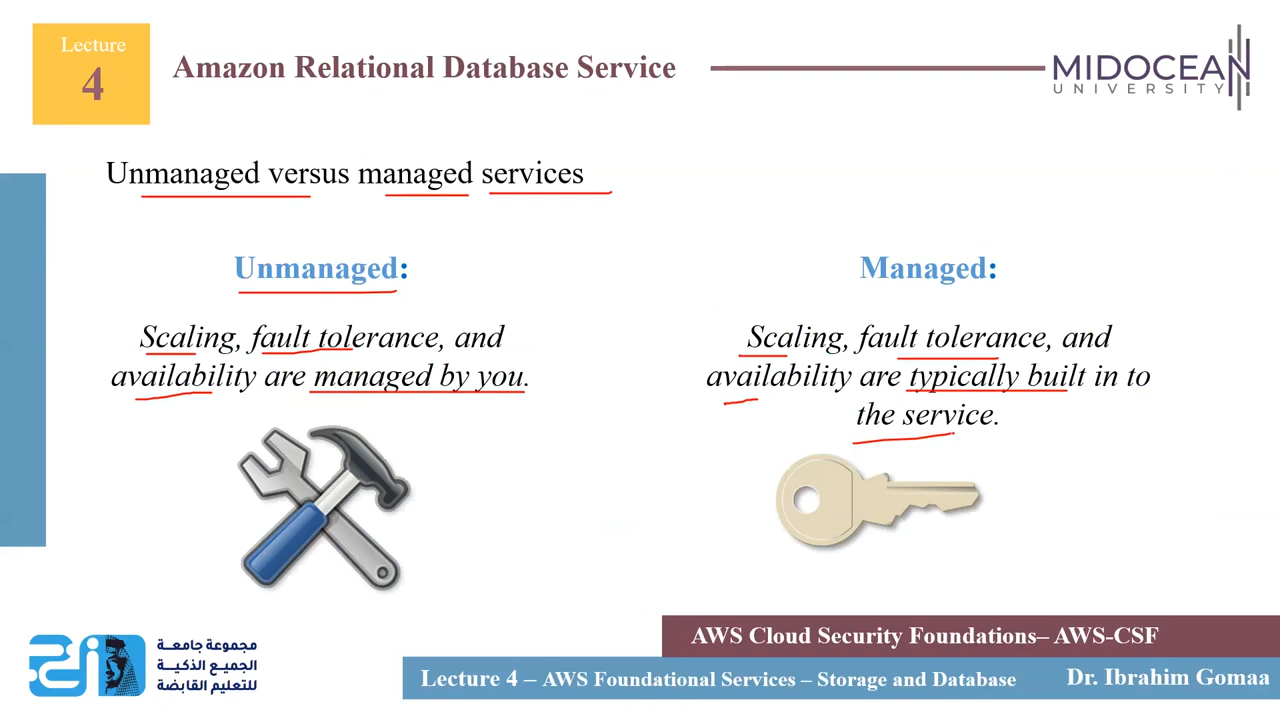 Lecture
4
Amazon Relational Database Service
MIDOCEAN
UNIVERSITY
Unmanaged versus managed services
Unmanaged:
Scaling, fault tolerance, and
availability are managed by you.
Managed:
Scaling, fault tolerance, and
availability are typically built in to
the service.
مجموعة جامعة
الجميع الذكية
للتعليم القابضة
AWS Cloud Security Foundations– AWS-CSF
Lecture 4 – AWS Foundational Services – Storage and Database
Dr. Ibrahim Gomaa